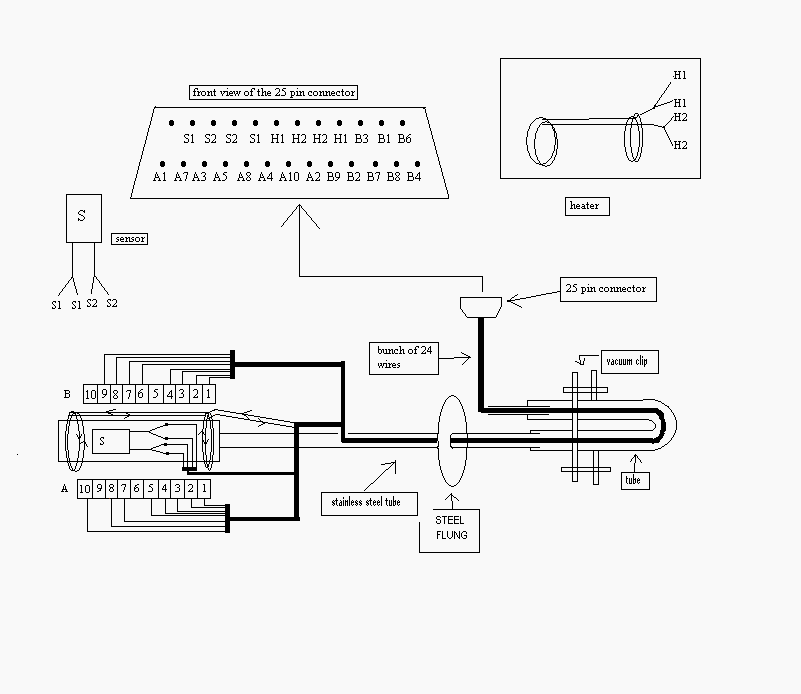 front view of the 25 pin connector
S1 S2 S2 S1 H1 H2 H2 H1 B3 B1 B6
A1 A7 A3 A5 A8 A4 A10 A2 B9 B2 B7 B8 B4
H1
H1
H2
H2
heater
S
sensor
S1 S1 S2 S2
25 pin connector
bunch of 24
wires
vacuum clip
B 10 9 8 7 6 5 4 3 2 1
S
A 10 9 8 7 6 5 4 3 2 1
stainless steel tube
STEEL
FLUNG
tube